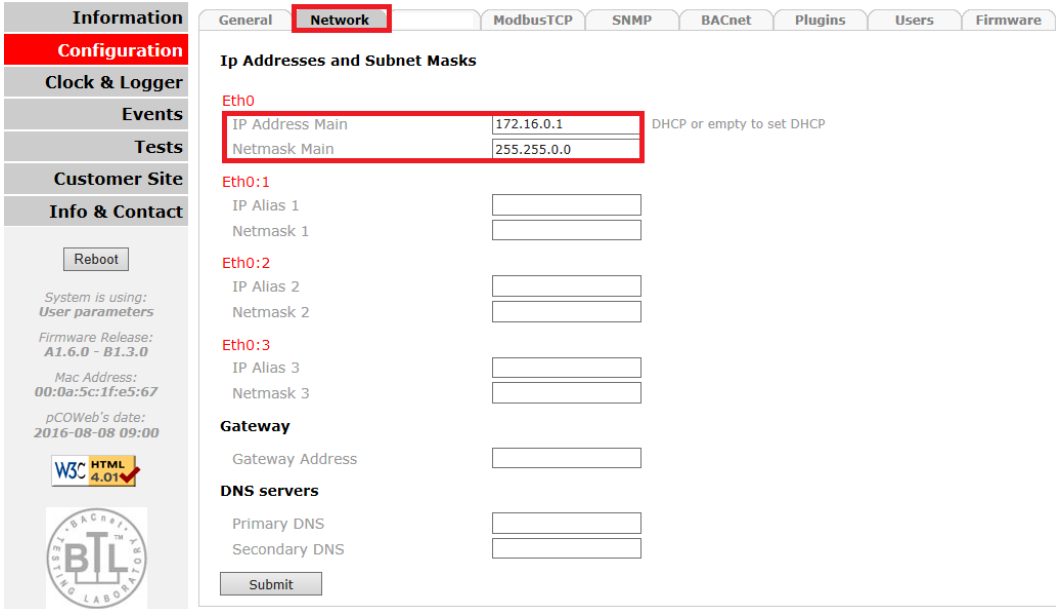 Information
Configuration
Clock & Logger
Events
Tests
Customer Site
Info & Contact
Reboot
System is using:
User parameters
Firmware Release:
A1.6.0 - B1.3.0
Mac Address:
00:0a:5c:1f:e5:67
pCOWeb's date:
2016-08-08 09:00
W3C HTML 4.01
BACnet
BTL TM
TESTING LABORATORY
General Network ModbusTCP SNMP BACnet Plugins Users Firmware
Ip Addresses and Subnet Masks
Eth0
IP Address Main 172.16.0.1 DHCP or empty to set DHCP
Netmask Main 255.255.0.0
Eth0:1
IP Alias 1
Netmask 1
Eth0:2
IP Alias 2
Netmask 2
Eth0:3
IP Alias 3
Netmask 3
Gateway
Gateway Address
DNS servers
Primary DNS
Secondary DNS
Submit